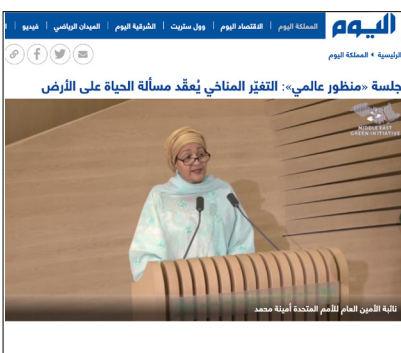 اليوم
المملكة اليوم | الاقتصاد اليوم | وول ستريت | الشرقية اليوم | الميدان الرياضي | فيديو |
الرئيسية المملكة اليوم
جلسة «منظور عالمي»: التغيّر المناخي يُعقّد مسألة الحياة على الأرض
MIDDLE EAST
GREEN INITIATIVE
نائبة الأمين العام للأمم المتحدة أمينة محمد